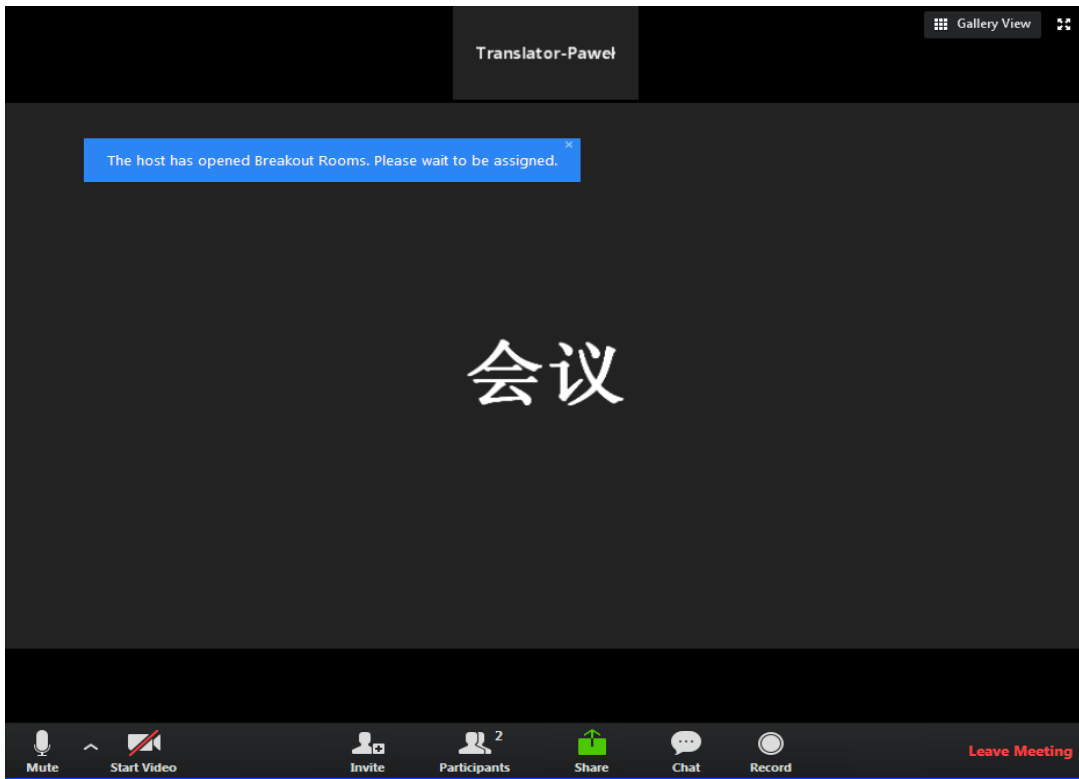 Translator-Paweł
Gallery View
The host has opened Breakout Rooms. Please wait to be assigned.
会议
2
Mute
Start Video
Invite
Participants
Share
Chat
Record
Leave Meeting